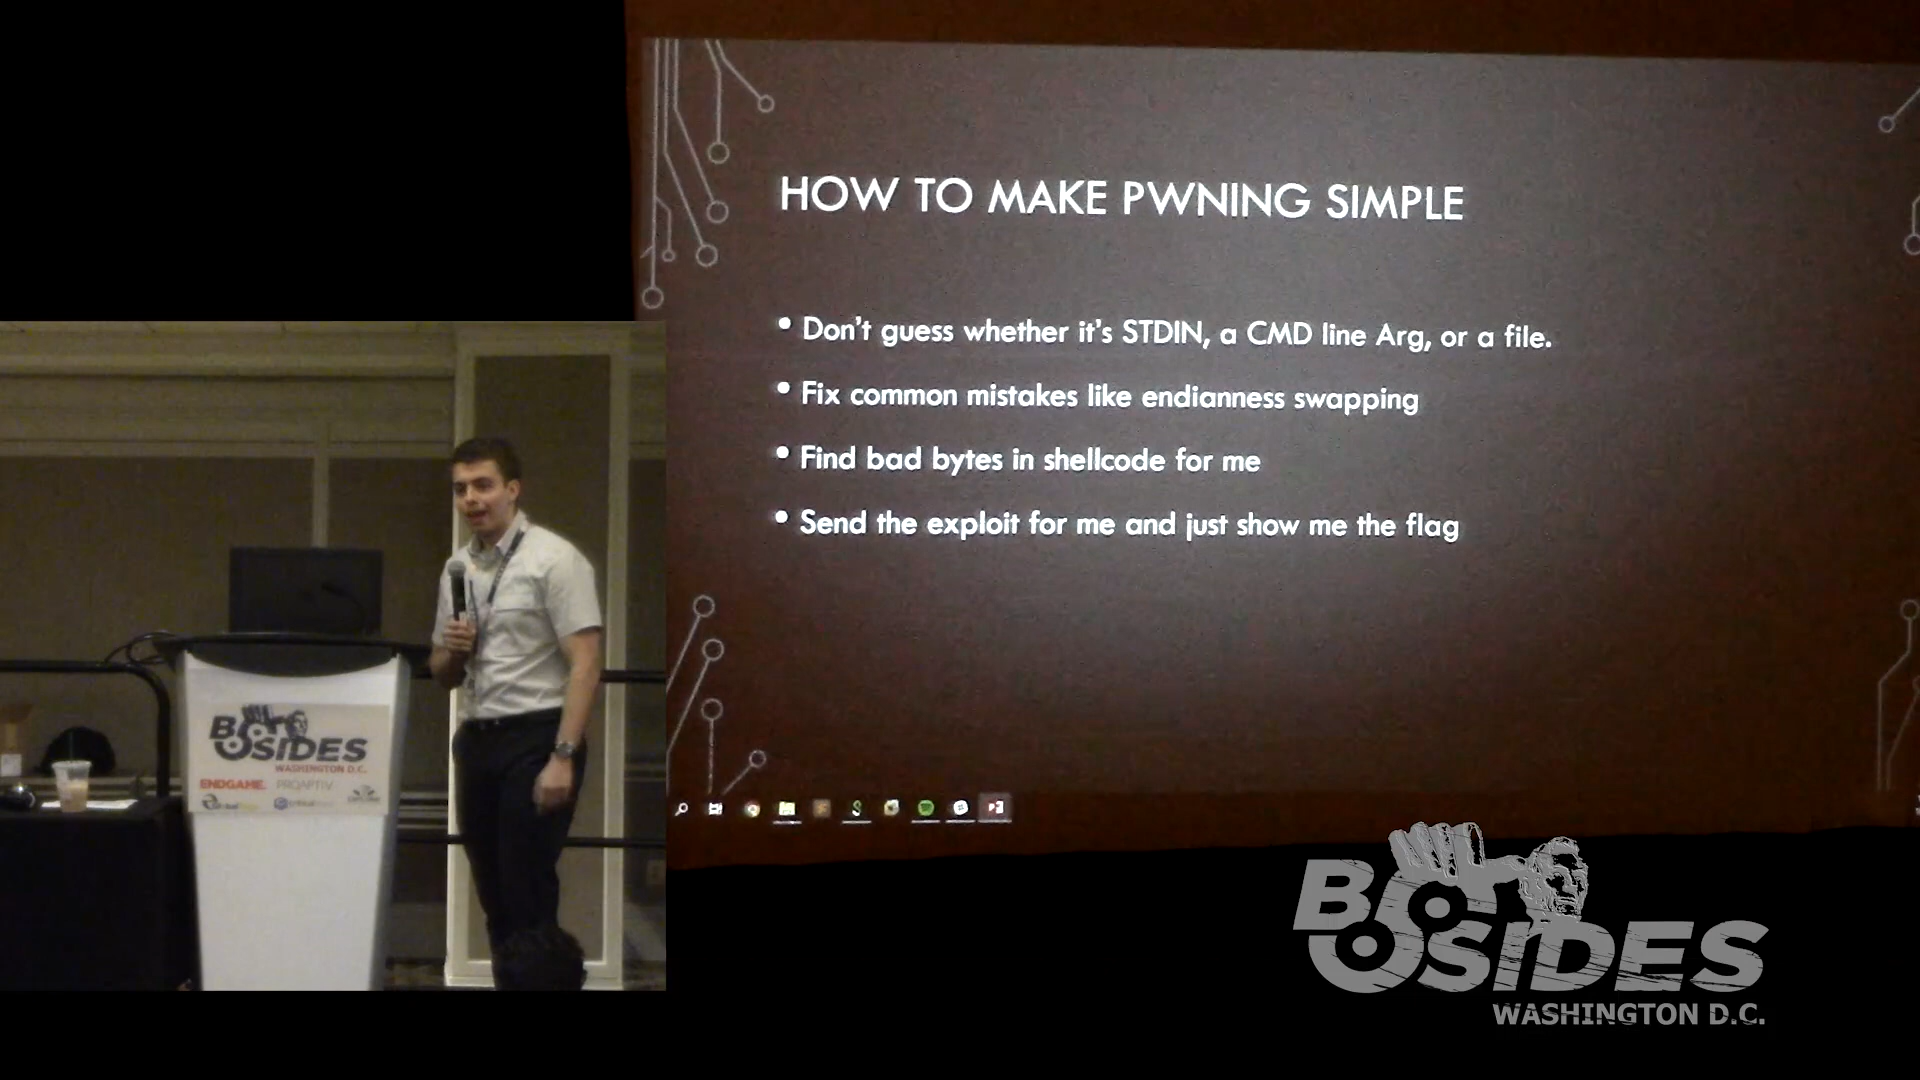 HOW TO MAKE PWNING SIMPLE
• Don't guess whether it's STDIN, a CMD line Arg, or a file.
• Fix common mistakes like endianness swapping
• Find bad bytes in shellcode for me
• Send the exploit for me and just show me the flag
BSIDES
WASHINGTON D.C.
ENDGAME. PROAPTIV
BSIDES
WASHINGTON D.C.